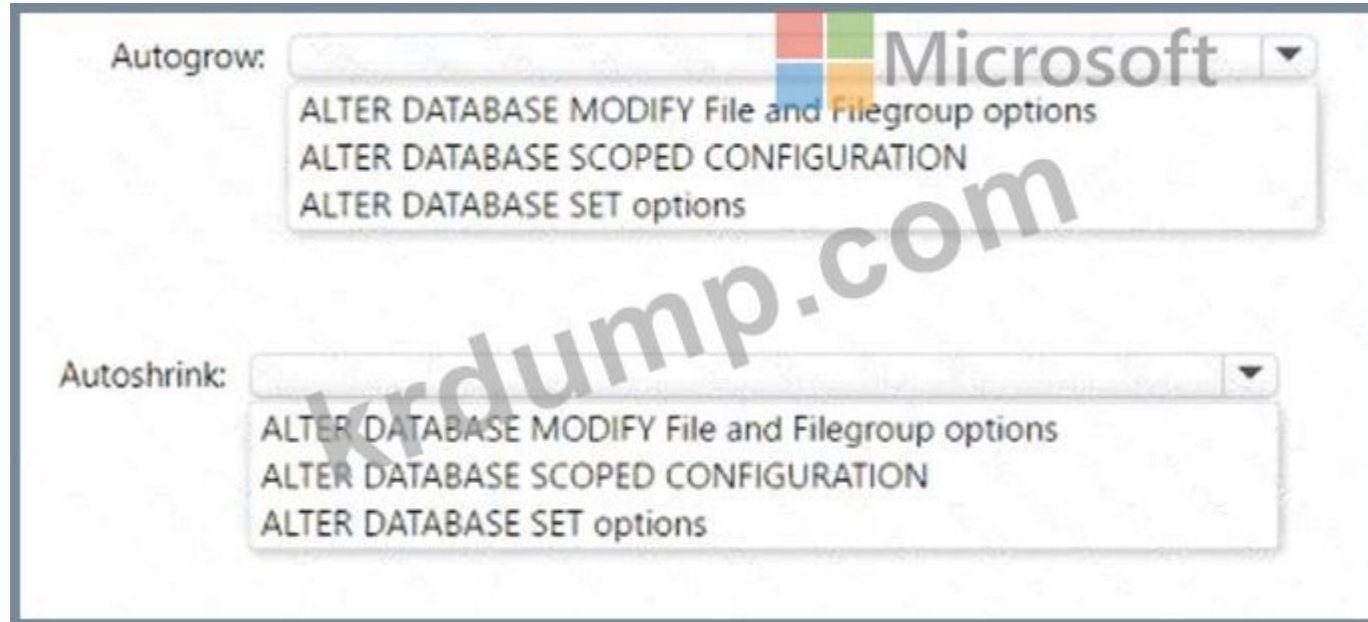 Microsoft
Autogrow:
ALTER DATABASE MODIFY File and Filegroup options
ALTER DATABASE SCOPED CONFIGURATION
ALTER DATABASE SET options
krdump.com
Autoshrink:
ALTER DATABASE MODIFY File and Filegroup options
ALTER DATABASE SCOPED CONFIGURATION
ALTER DATABASE SET options